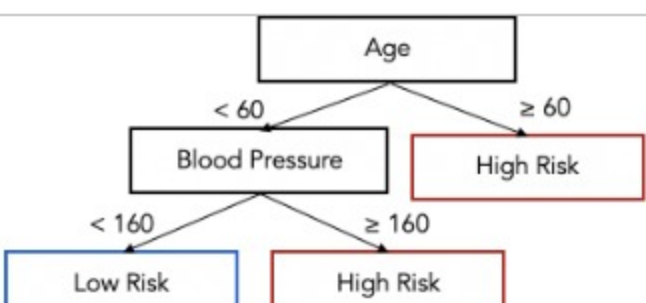 Age
< 60
≥ 60
Blood Pressure
High Risk
< 160
≥ 160
Low Risk
High Risk